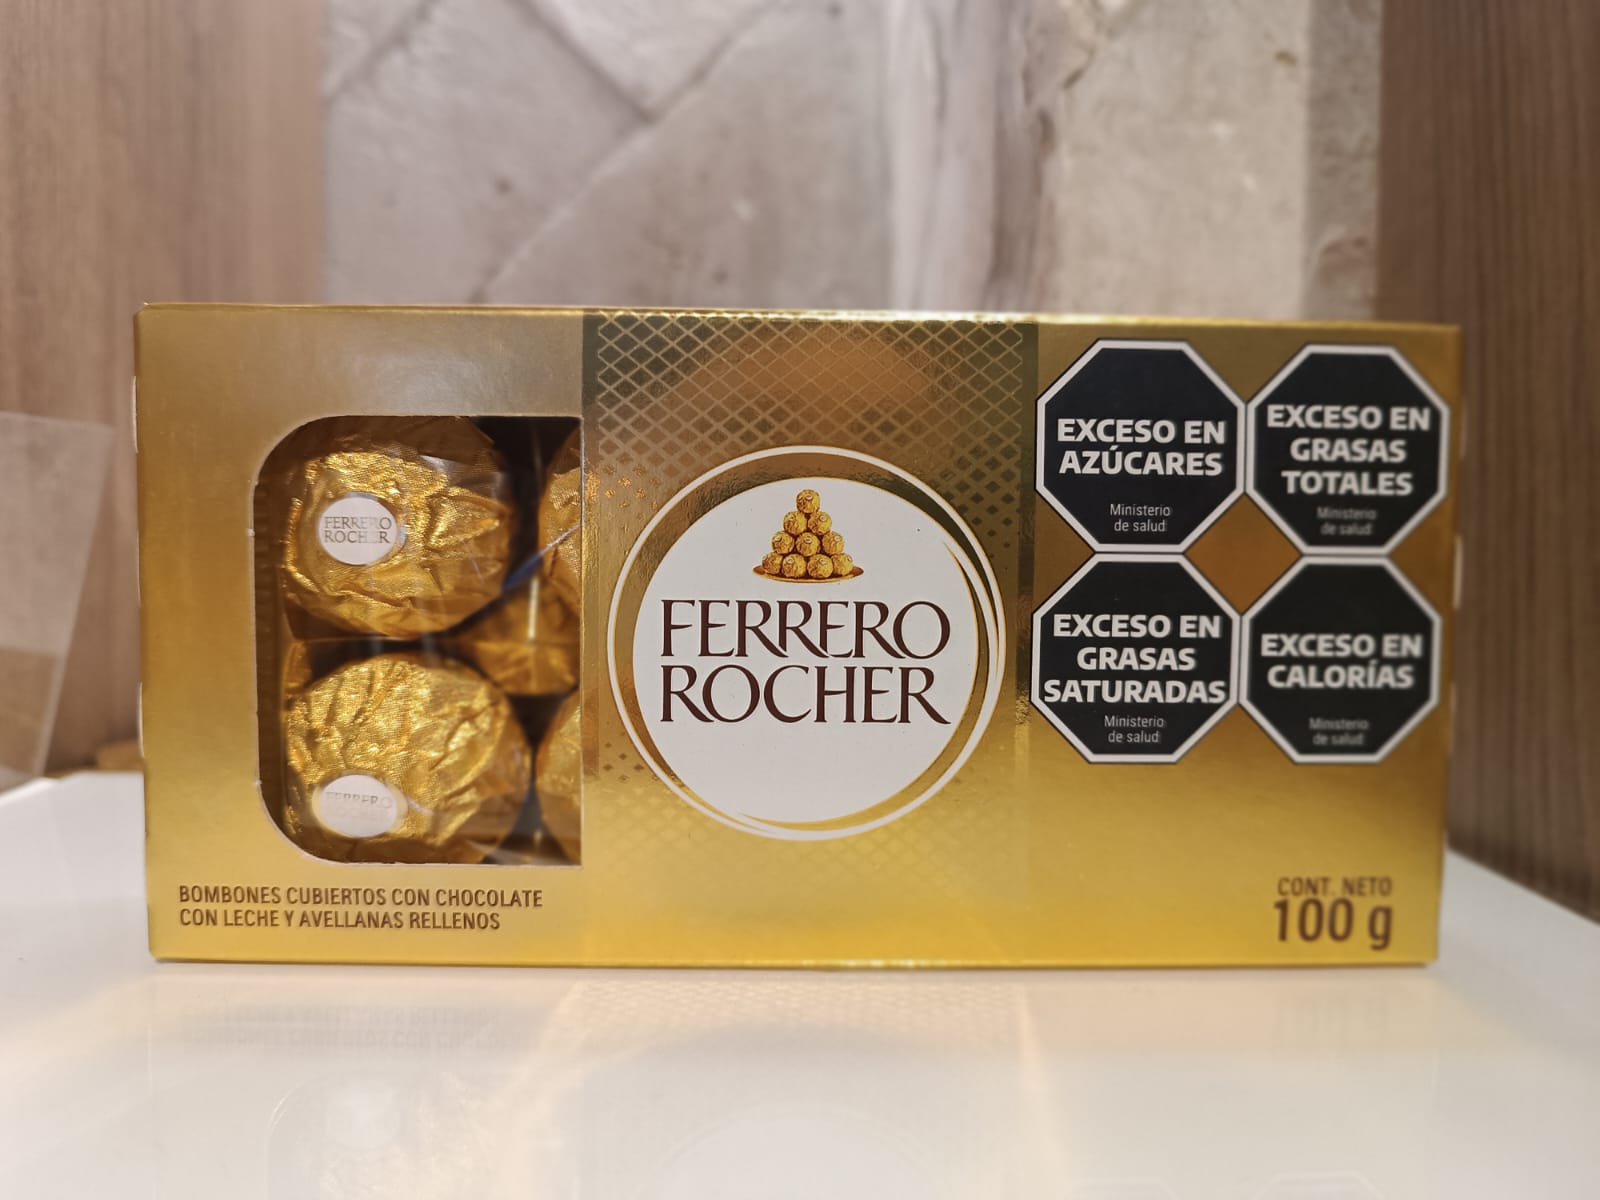 FERRERO
ROCHER
FERRERO
ROCHER
BOMBONES CUBIERTOS CON CHOCOLATE
CON LECHE Y AVELLANAS RELLENOS
FERRERO
ROCHER
EXCESO EN
AZÚCARES
Ministerio
de salud
EXCESO EN
GRASAS
TOTALES
Ministerio
de salud
EXCESO EN
GRASAS
SATURADAS
Ministerio
de salud
EXCESO EN
CALORÍAS
Ministerio
de salud
CONT. NETO
100 g